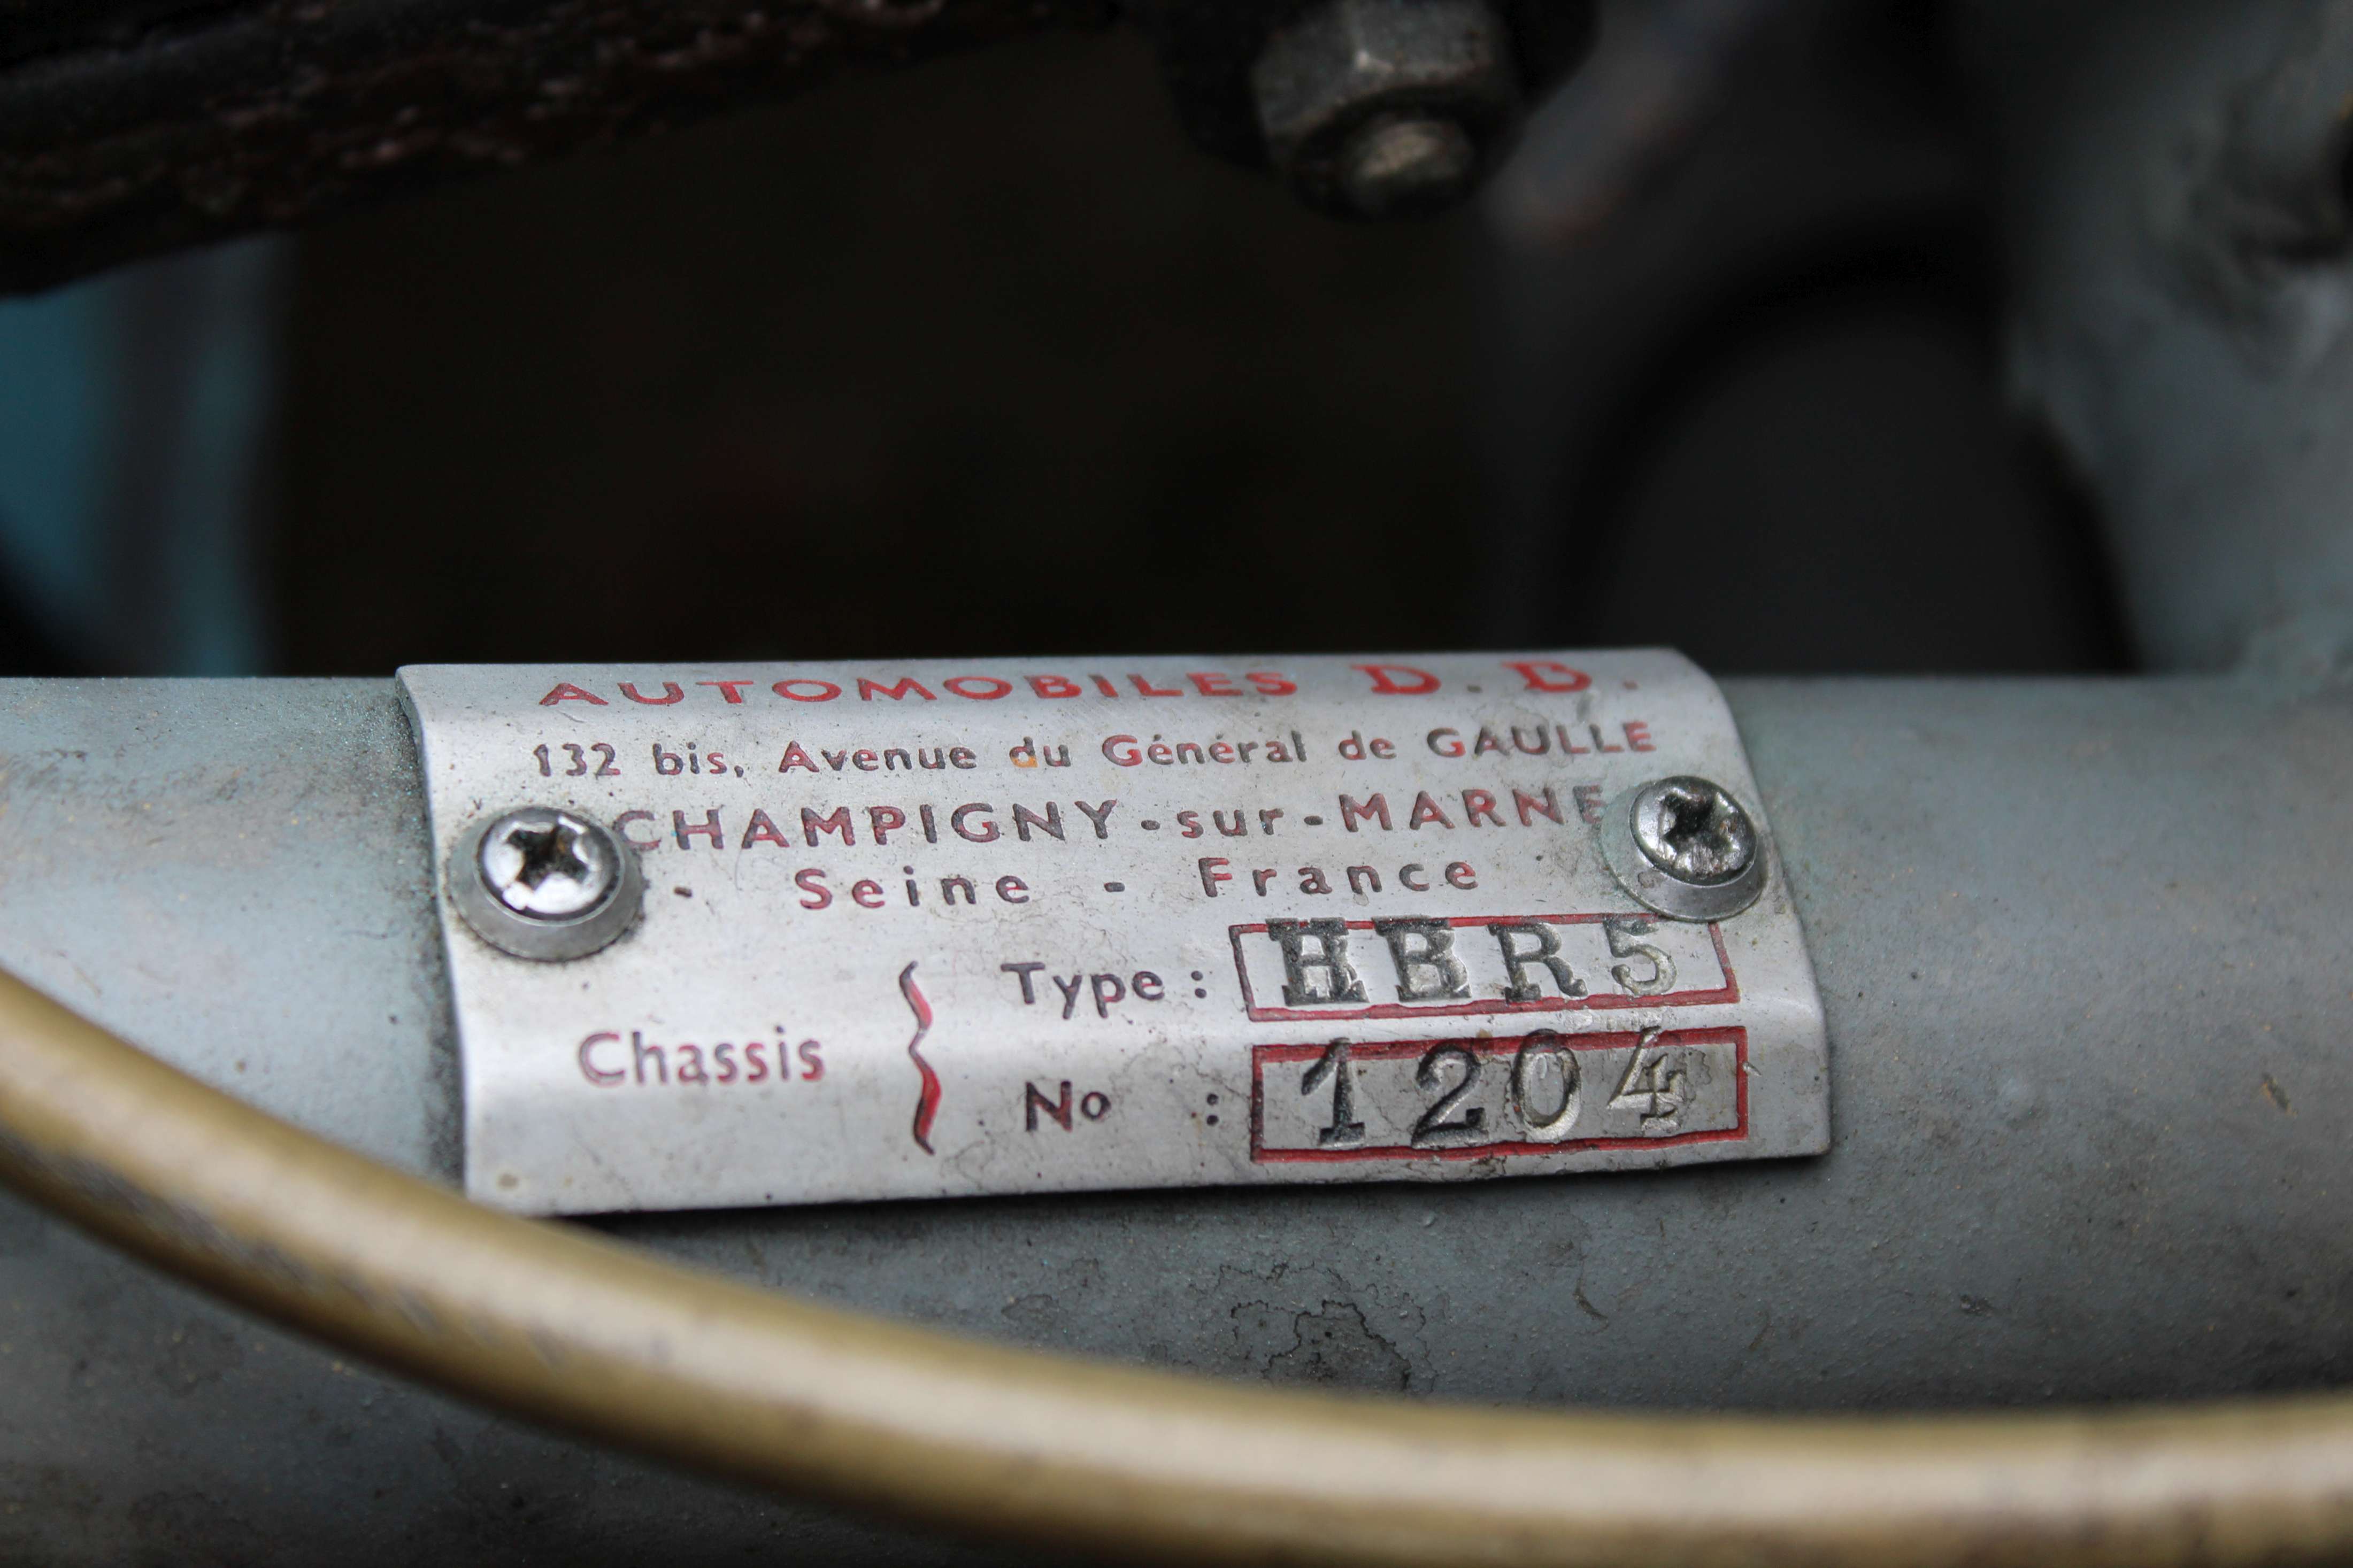 AUTOMOBILES D. B.
132 bis, Avenue du Général de GAULLE
CHAMPIGNY-sur-MARNE
- Seine - France
Chassis
Type : HBR5
No : 1204